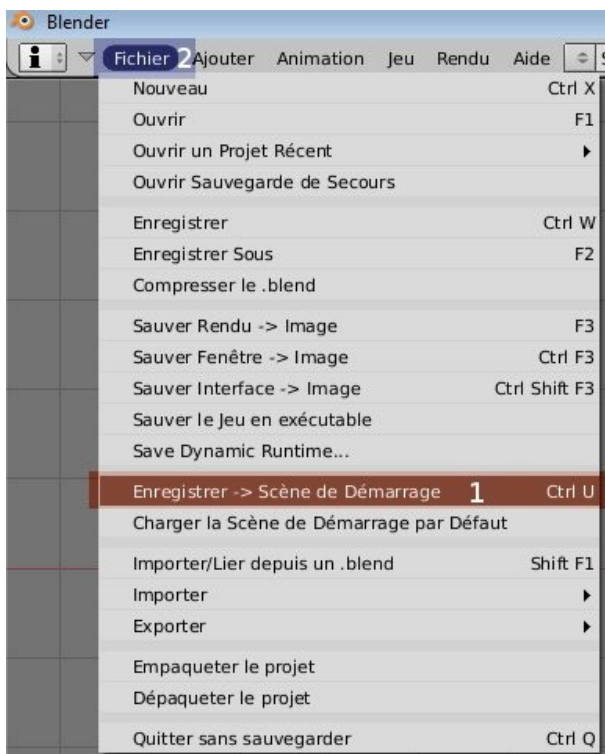 Blender
Fichier 2 Ajouter Animation Jeu Rendu Aide
Nouveau Ctrl X
Ouvrir F1
Ouvrir un Projet Récent
Ouvrir Sauvegarde de Secours
Enregistrer Ctrl W
Enregistrer Sous F2
Compresser le .blend
Sauver Rendu -> Image F3
Sauver Fenêtre -> Image Ctrl F3
Sauver Interface -> Image Ctrl Shift F3
Sauver le Jeu en exécutable
Save Dynamic Runtime...
Enregistrer -> Scène de Démarrage 1 Ctrl U
Charger la Scène de Démarrage par Défaut
Importer/Lier depuis un .blend Shift F1
Importer
Exporter
Empaqueter le projet
Dépaqueter le projet
Quitter sans sauvegarder Ctrl Q